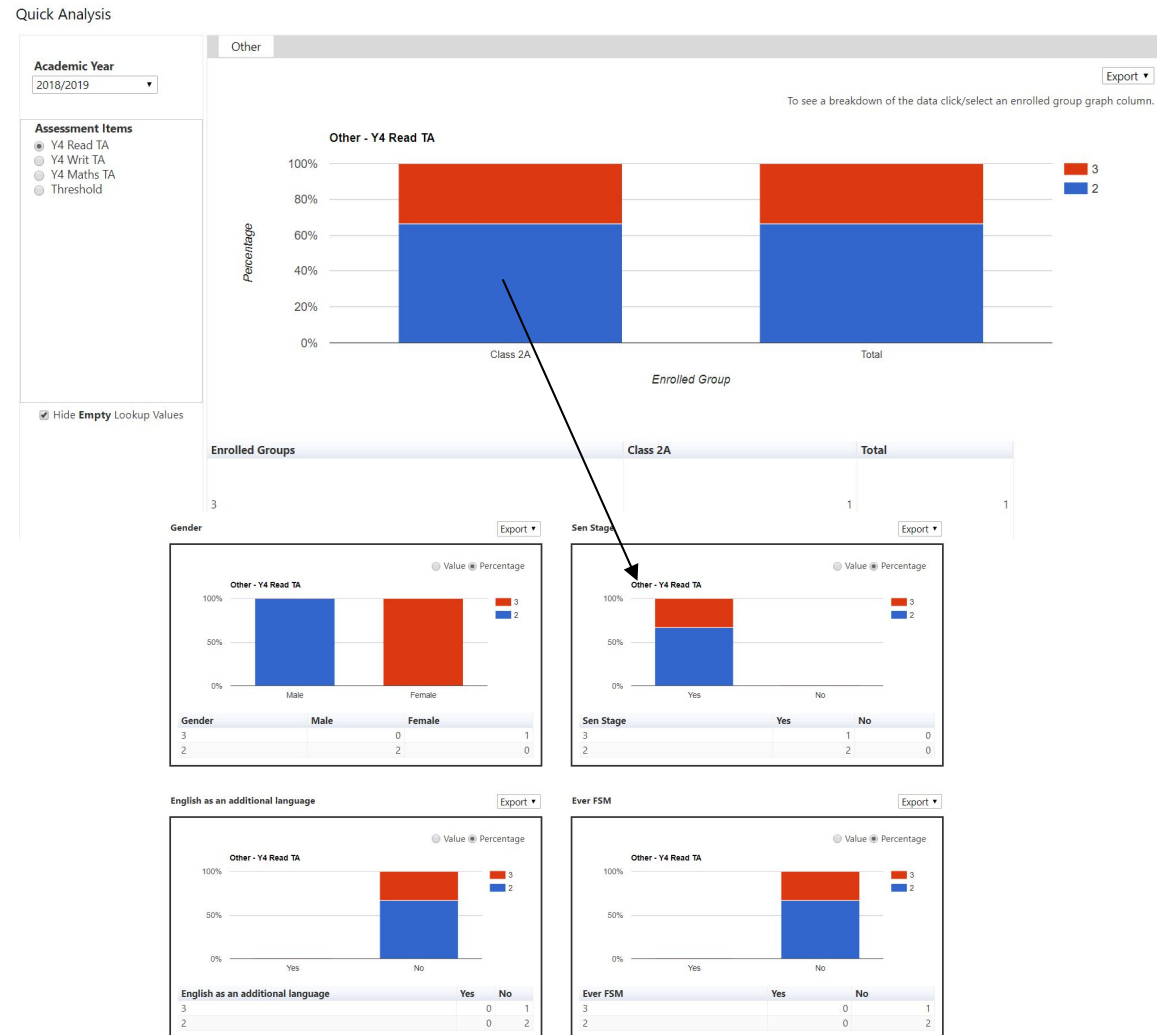 Quick Analysis
Other
Academic Year
2018/2019
Export
To see a breakdown of the data click/select an enrolled group graph column.
Assessment Items
Y4 Read TA
Y4 Writ TA
Y4 Maths TA
Threshold
Hide Empty Lookup Values
Other - Y4 Read TA
100%
80%
60%
40%
20%
0%
Percentage
Class 2A Total
Enrolled Group
3
2
Enrolled Groups Class 2A Total
3 1 1
Gender Export
Value Percentage
Other - Y4 Read TA
100%
50%
0%
3
2
Male Female
Gender Male Female
3 0 1
2 2 0
Sen Stage Export
Value Percentage
Other - Y4 Read TA
100%
50%
0%
3
2
Yes No
Sen Stage Yes No
3 1 0
2 2 0
English as an additional language Export
Value Percentage
Other - Y4 Read TA
100%
50%
0%
3
2
Yes No
English as an additional language Yes No
3 0 1
2 0 2
Ever FSM Export
Value Percentage
Other - Y4 Read TA
100%
50%
0%
3
2
Yes No
Ever FSM Yes No
3 0 1
2 0 2